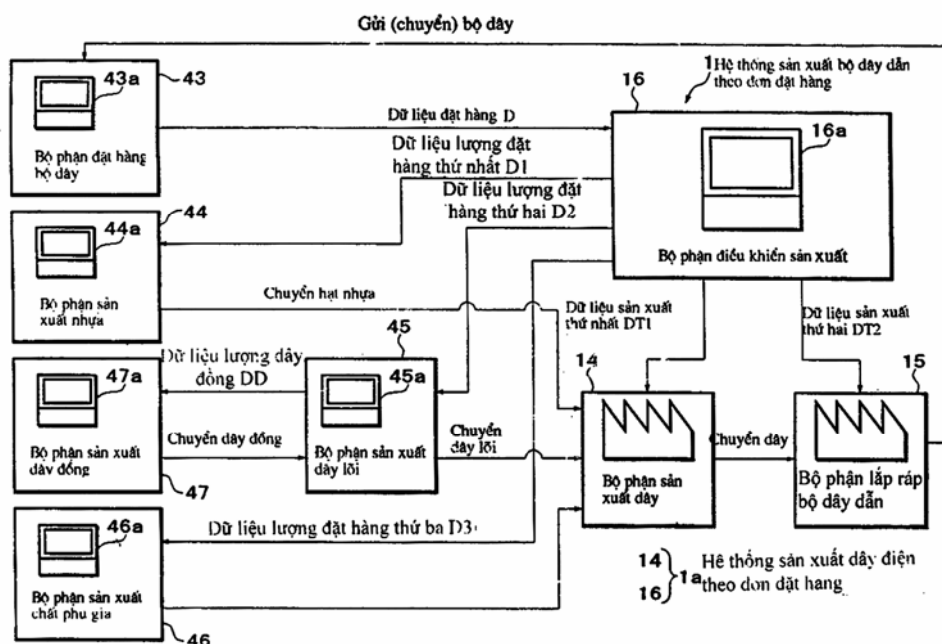 Gửi (chuyển) bộ dây
43
43a
Bộ phận đặt hàng
bộ dây
Dữ liệu đặt hàng D
Dữ liệu lượng đặt
hàng thứ nhất D1
Dữ liệu lượng đặt
hàng thứ hai D2
16
1
Hệ thống sản xuất bộ dây dẫn
theo đơn đặt hàng
16a
Bộ phận điều khiển sản xuất
44
44a
Bộ phận sản
xuất nhựa
Chuyển hạt nhựa
Dữ liệu sản xuất
thứ nhất DT1
Dữ liệu sản xuất
thứ hai DT2
45
45a
Bộ phận sản xuất
dây lõi
Dữ liệu lượng dây
đồng DD
47a
Bộ phận sản xuất
dây đồng
47
Chuyển dây đồng
Chuyển
dây lõi
14
Bộ phận sản
xuất dây
Chuyển dây
15
Bộ phận lắp ráp
bộ dây dẫn
46a
Bộ phận sản xuất
chất phu gia
46
Dữ liệu lượng đặt hàng thứ ba D3
14
16
1a
Hê thống sản xuất dây điện
theo đơn đặt hang